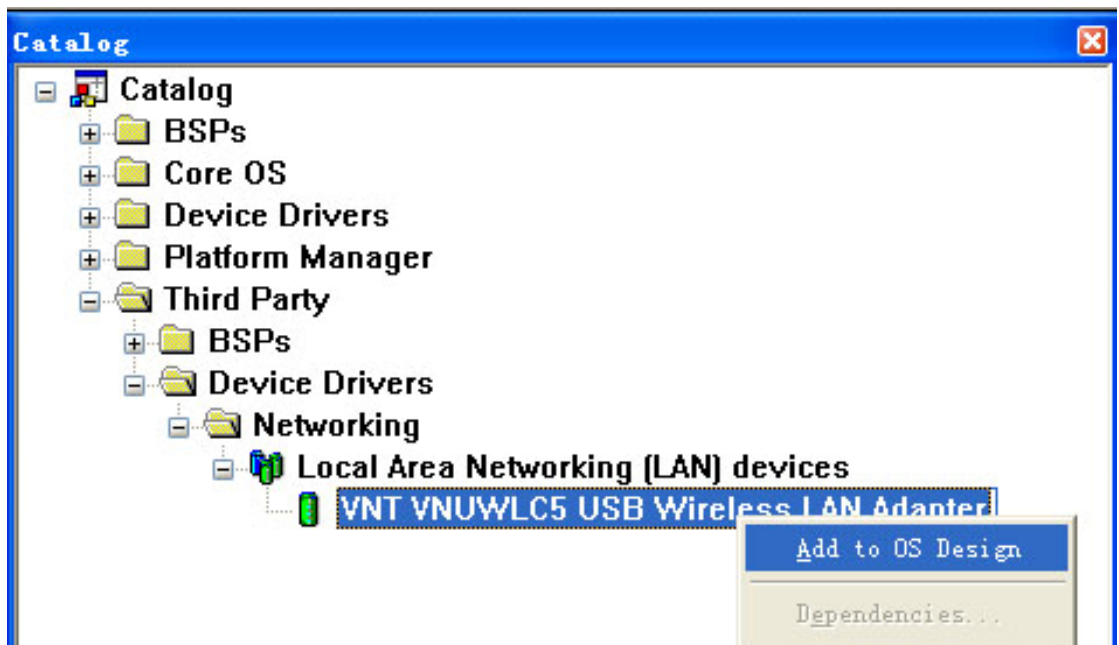 Catalog
Catalog
BSPs
Core OS
Device Drivers
Platform Manager
Third Party
BSPs
Device Drivers
Networking
Local Area Networking (LAN) devices
VNT VNUWLC5 USB Wireless LAN Adapter
Add to OS Design
Dependencies...